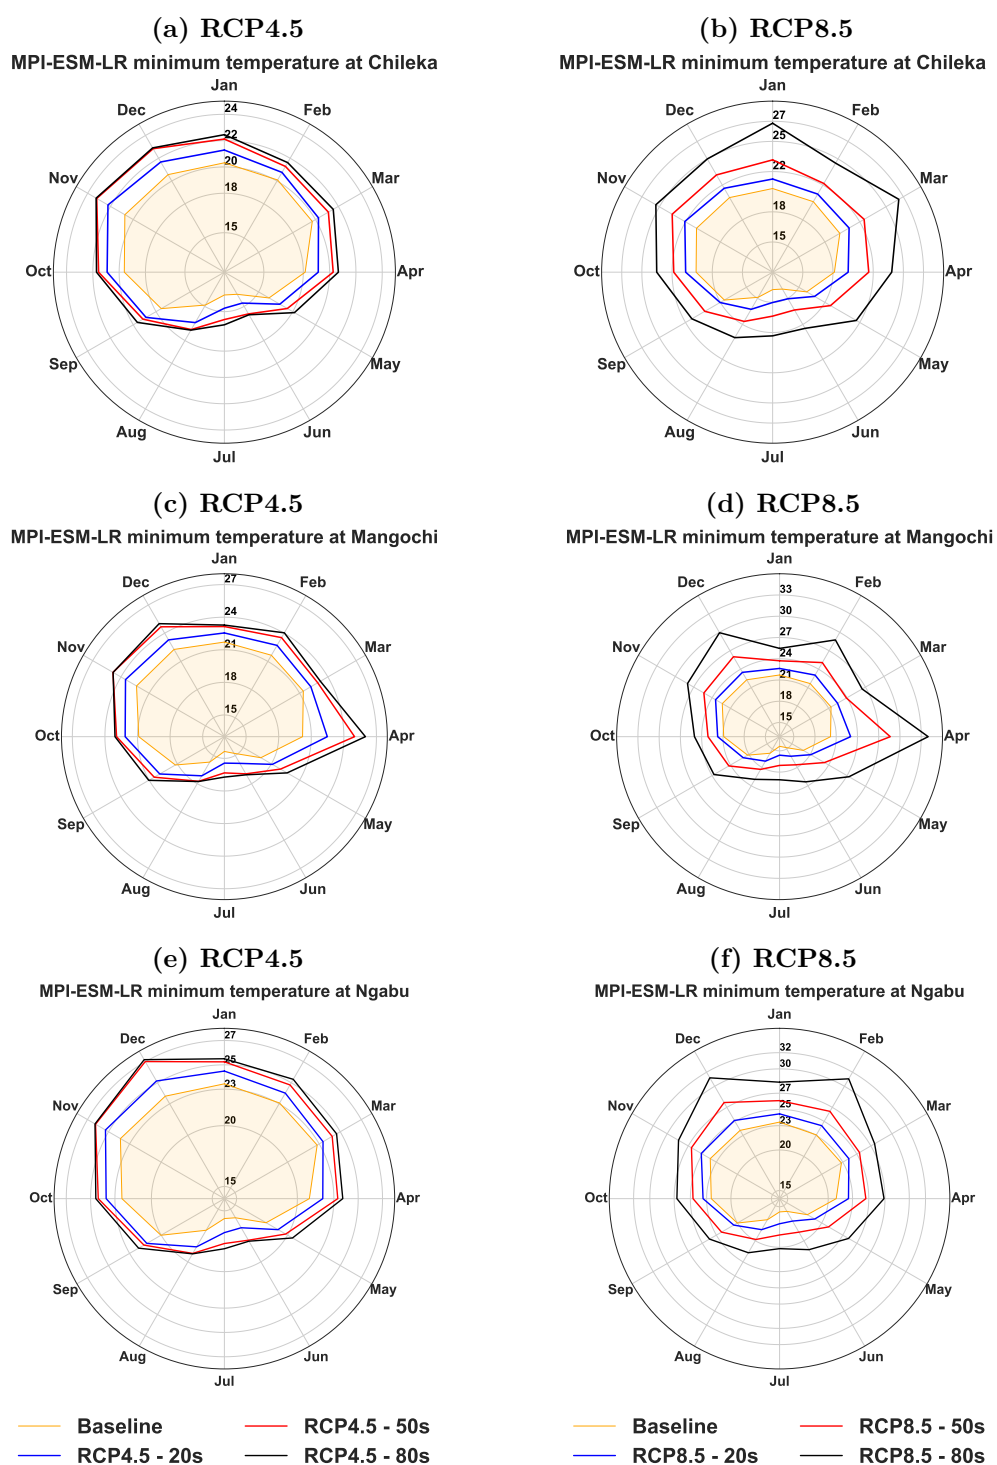 (a) RCP4.5
MPI-ESM-LR minimum temperature at Chileka
Jan
Feb
Mar
Apr
May
Jun
Jul
Aug
Sep
Oct
Nov
Dec
24
22
20
18
15
(b) RCP8.5
MPI-ESM-LR minimum temperature at Chileka
Jan
Feb
Mar
Apr
May
Jun
Jul
Aug
Sep
Oct
Nov
Dec
27
25
22
18
15
(c) RCP4.5
MPI-ESM-LR minimum temperature at Mangochi
Jan
Feb
Mar
Apr
May
Jun
Jul
Aug
Sep
Oct
Nov
Dec
27
24
21
18
15
(d) RCP8.5
MPI-ESM-LR minimum temperature at Mangochi
Jan
Feb
Mar
Apr
May
Jun
Jul
Aug
Sep
Oct
Nov
Dec
33
30
27
24
21
18
15
(e) RCP4.5
MPI-ESM-LR minimum temperature at Ngabu
Jan
Feb
Mar
Apr
May
Jun
Jul
Aug
Sep
Oct
Nov
Dec
27
25
23
20
15
(f) RCP8.5
MPI-ESM-LR minimum temperature at Ngabu
Jan
Feb
Mar
Apr
May
Jun
Jul
Aug
Sep
Oct
Nov
Dec
32
30
27
25
23
20
15
Baseline
RCP4.5 - 20s
RCP4.5 - 50s
RCP4.5 - 80s
Baseline
RCP8.5 - 20s
RCP8.5 - 50s
RCP8.5 - 80s